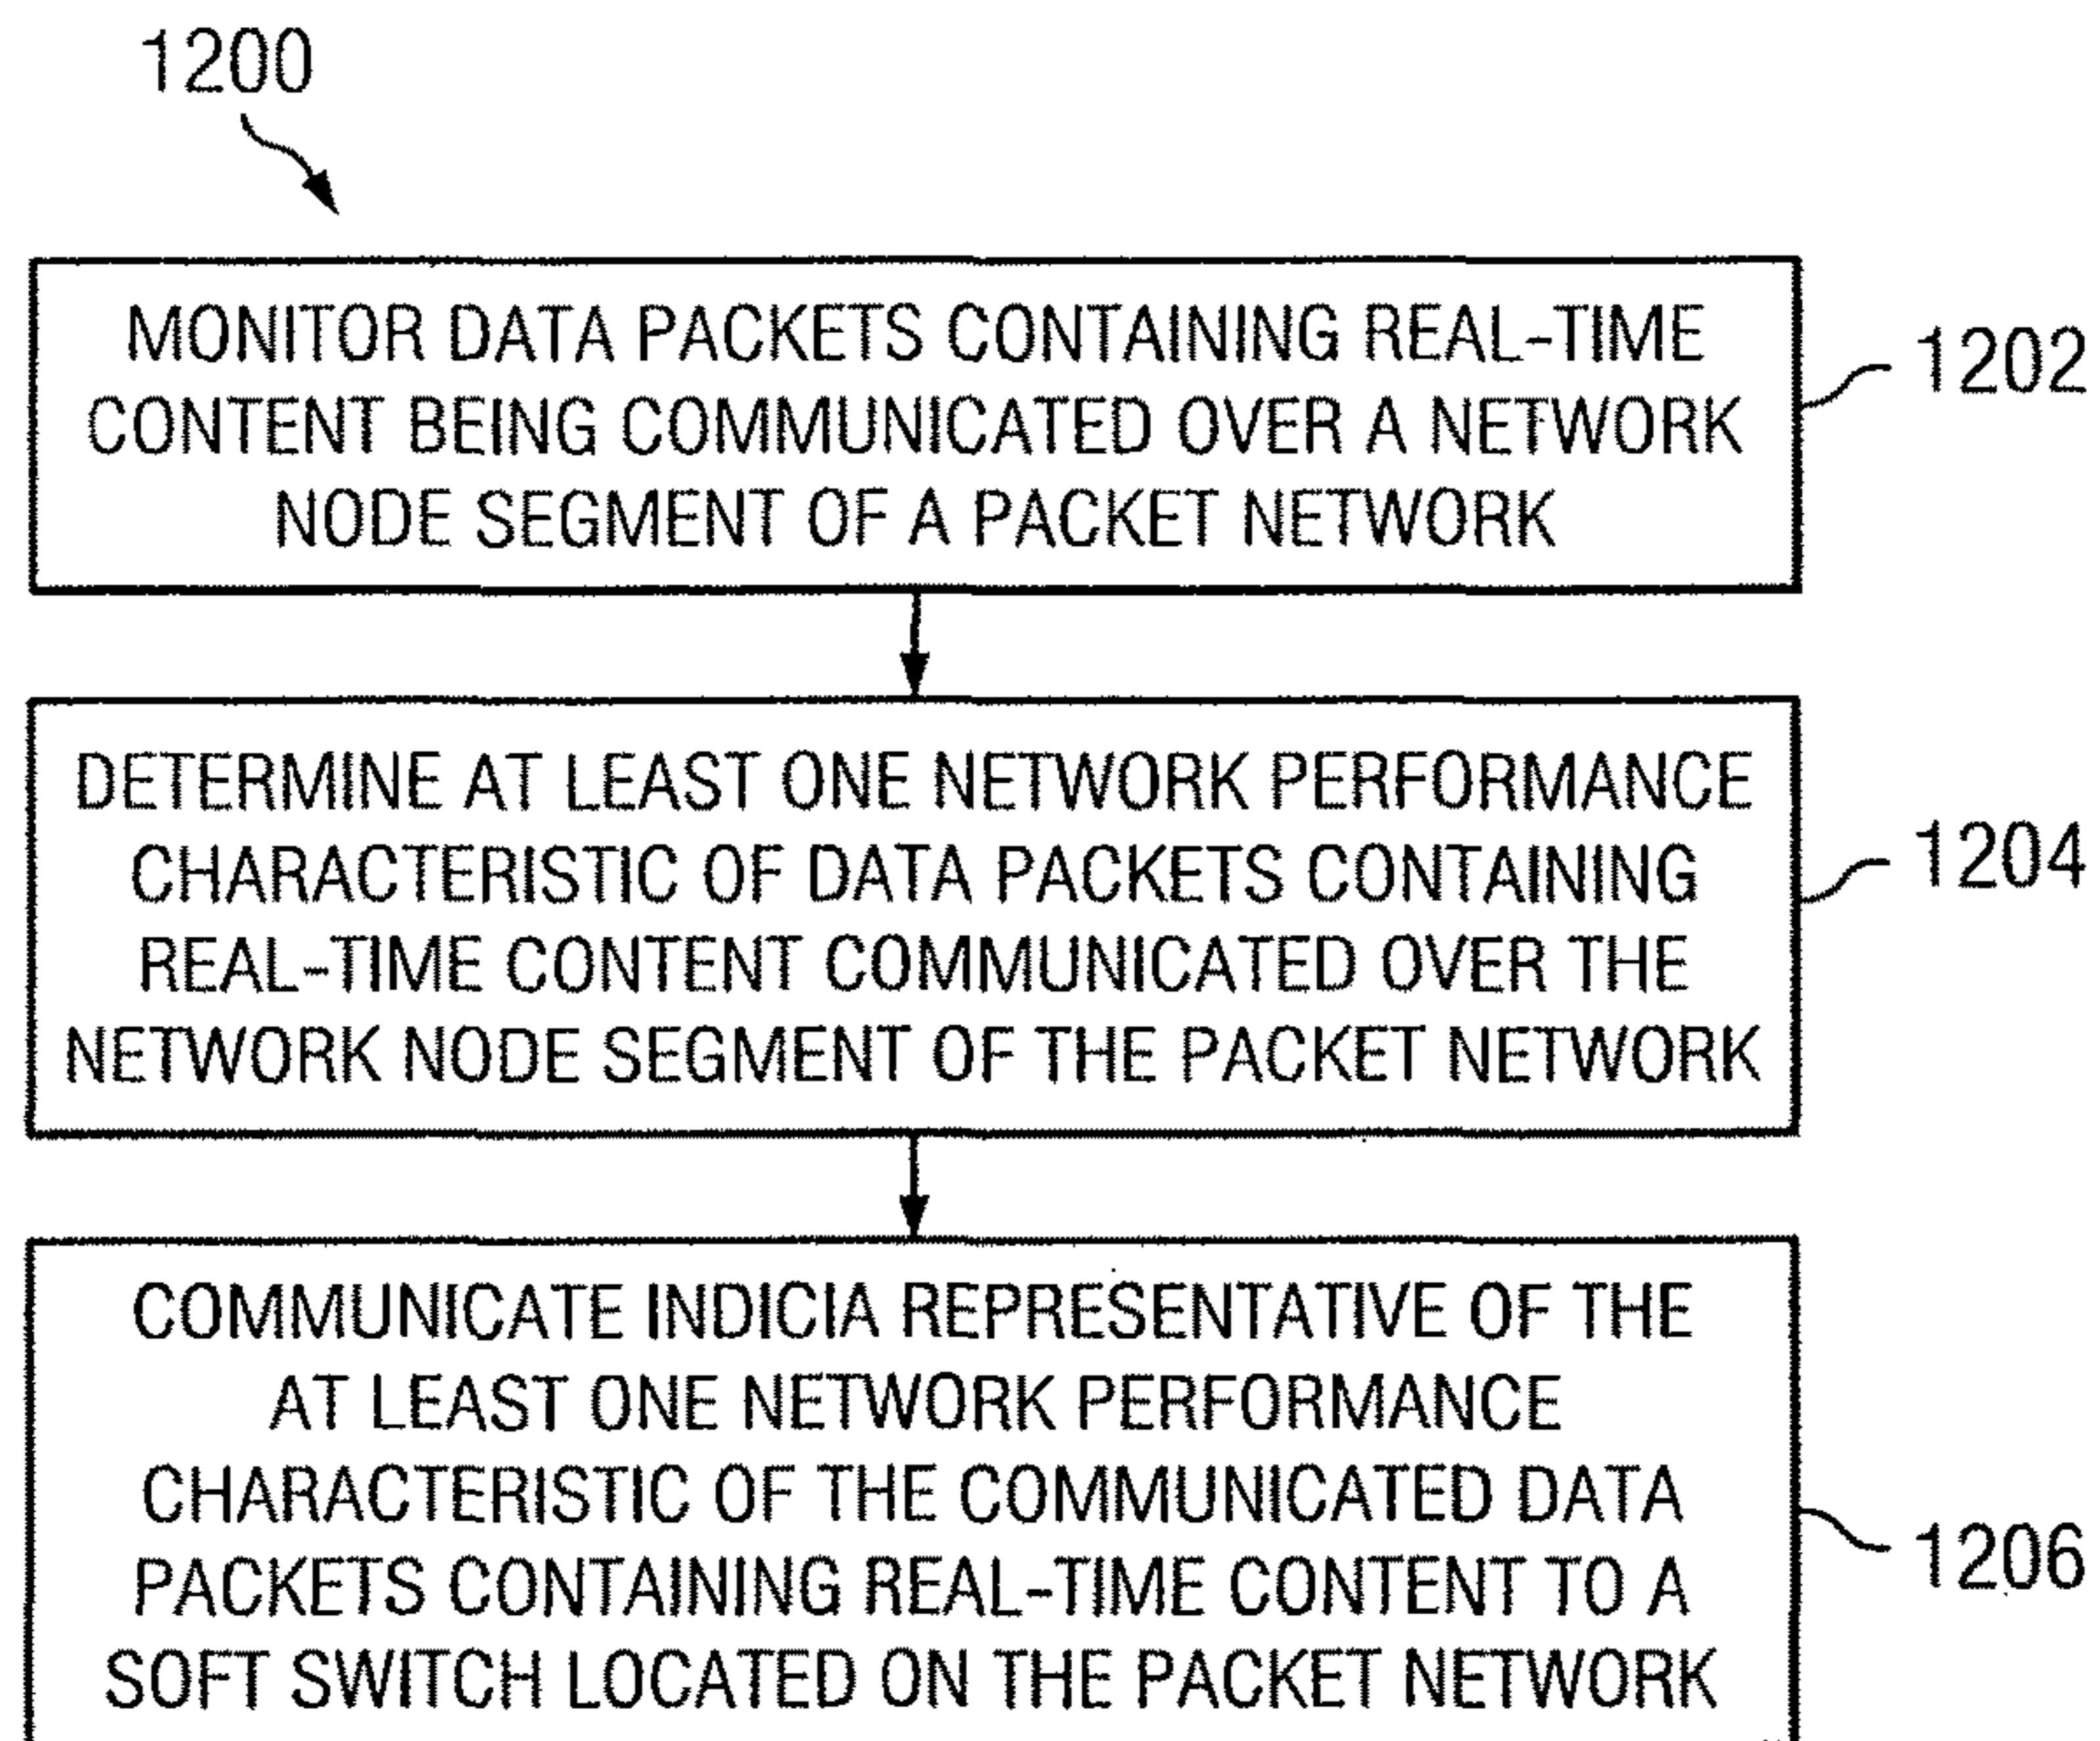 1200
MONITOR DATA PACKETS CONTAINING REAL-TIME
CONTENT BEING COMMUNICATED OVER A NETWORK
NODE SEGMENT OF A PACKET NETWORK
1202
DETERMINE AT LEAST ONE NETWORK PERFORMANCE
CHARACTERISTIC OF DATA PACKETS CONTAINING
REAL-TIME CONTENT COMMUNICATED OVER THE
NETWORK NODE SEGMENT OF THE PACKET NETWORK
1204
COMMUNICATE INDICIA REPRESENTATIVE OF THE
AT LEAST ONE NETWORK PERFORMANCE
CHARACTERISTIC OF THE COMMUNICATED DATA
PACKETS CONTAINING REAL-TIME CONTENT TO A
SOFT SWITCH LOCATED ON THE PACKET NETWORK
1206